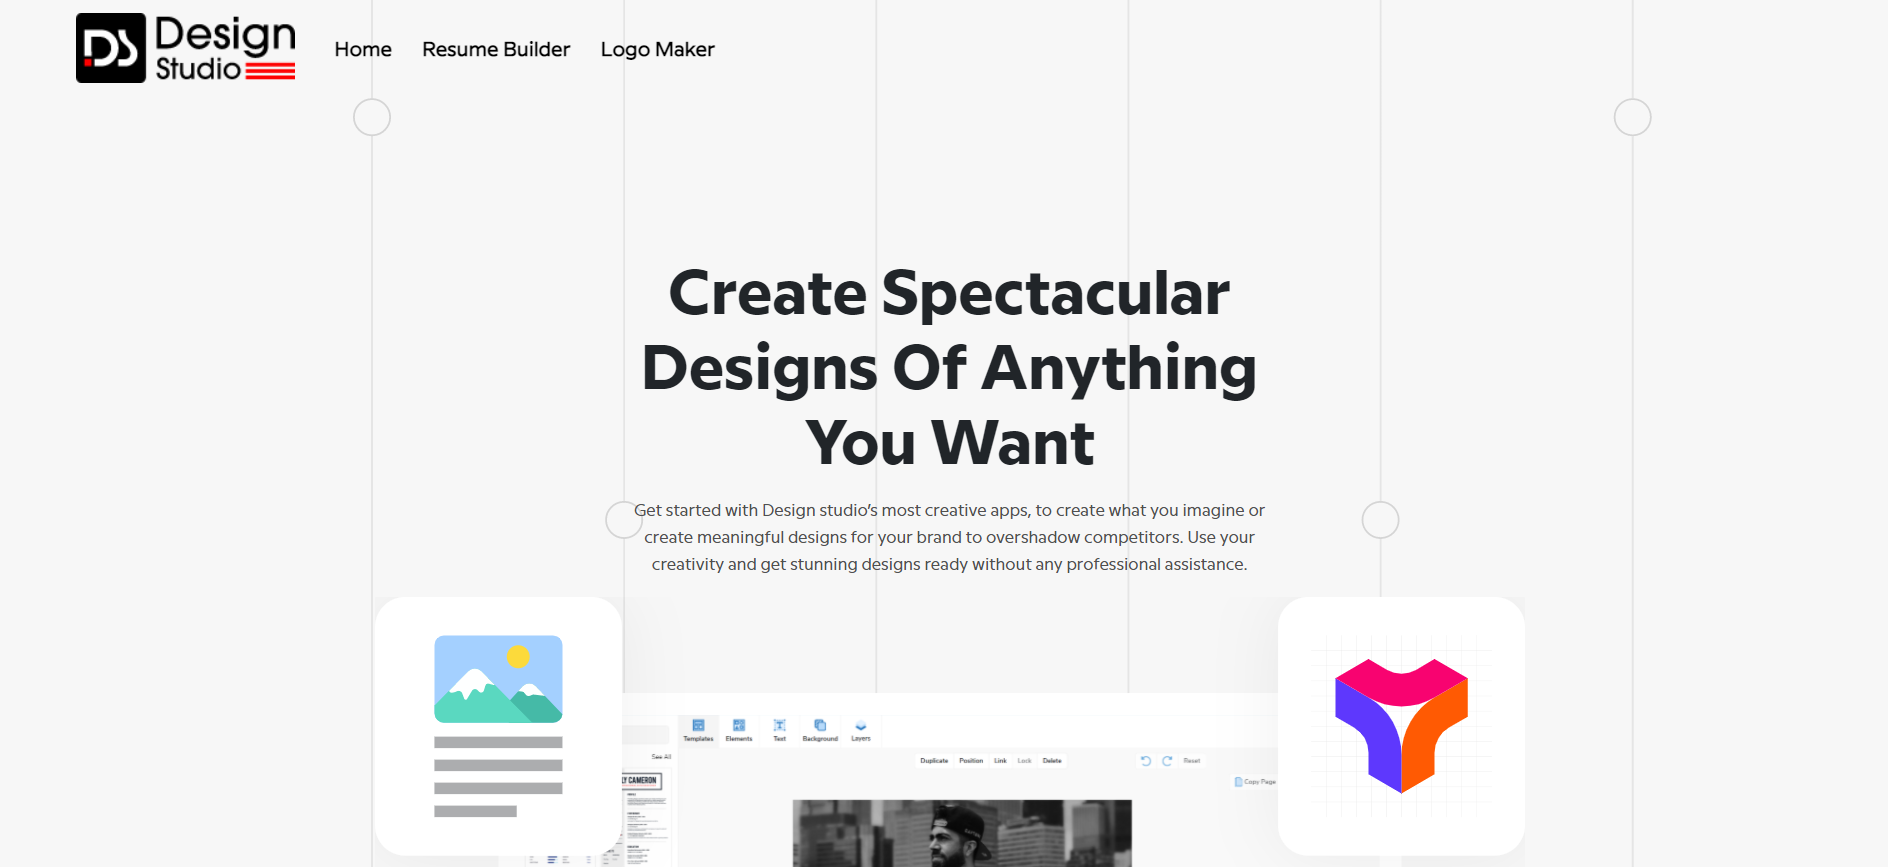 DS Design
Studio
Home Resume Builder Logo Maker
Create Spectacular
Designs Of Anything
You Want
Get started with Design studio’s most creative apps, to create what you imagine or
create meaningful designs for your brand to overshadow competitors. Use your
creativity and get stunning designs ready without any professional assistance.
Templates Elements Text Background Layers
See All
Duplicate Position Link Lock Delete Reset
CAMERON
Copy Page